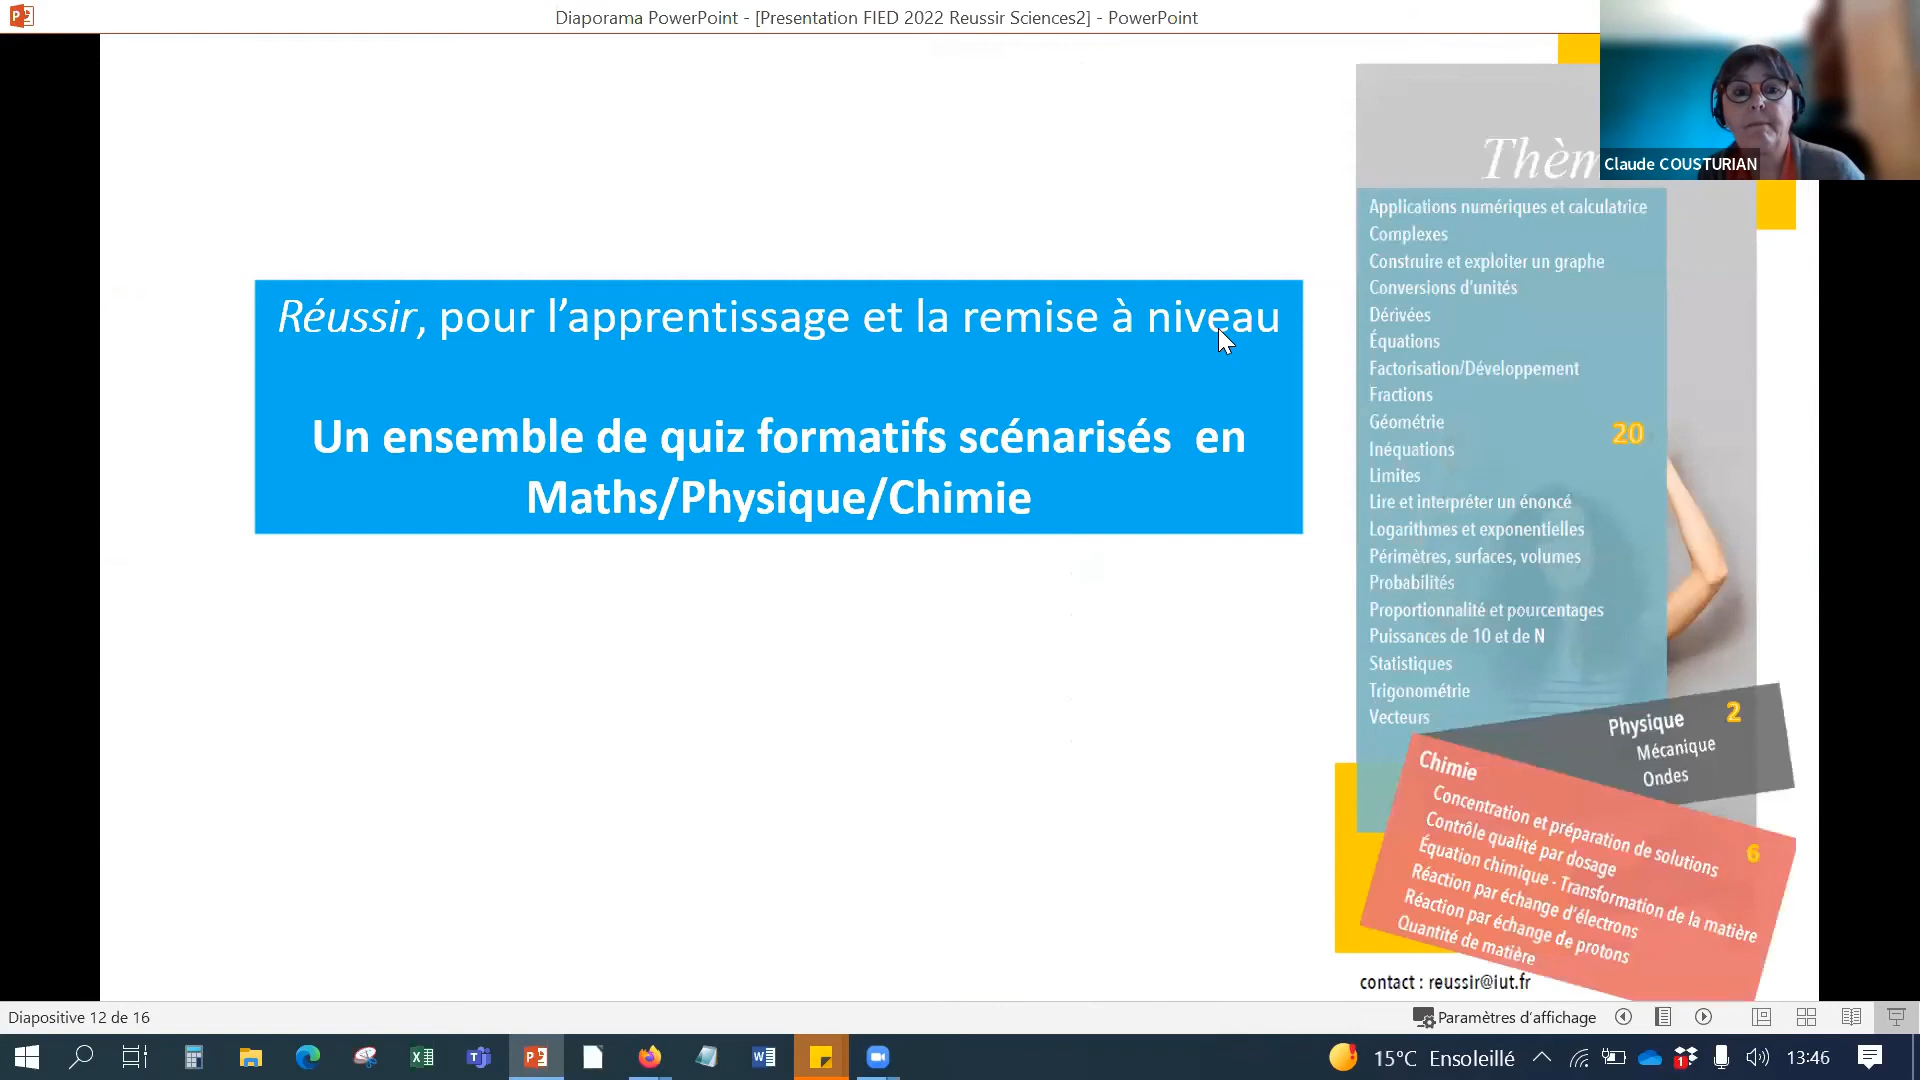 Diaporama PowerPoint - [Presentation FIED 2022 Reussir Sciences2] - PowerPoint
Claude COUSTURIAN
Réussir, pour l’apprentissage et la remise à niveau
Un ensemble de quiz formatifs scénarisés en
Maths/Physique/Chimie
Thèm
Applications numériques et calculatrice
Complexes
Construire et exploiter un graphe
Conversions d'unités
Dérivées
Équations
Factorisation/Développement
Fractions
Géométrie
20
Inéquations
Limites
Lire et interpréter un énoncé
Logarithmes et exponentielles
Périmètres, surfaces, volumes
Probabilités
Proportionnalité et pourcentages
Puissances de 10 et de N
Statistiques
Trigonométrie
Vecteurs
Physique 2
Mécanique
Ondes
Chimie
Concentration et préparation de solutions
6
Contrôle qualité par dosage
Équation chimique - Transformation de la matière
Réaction par échange d'électrons
Réaction par échange de protons
Quantité de matière
contact : reussir@iut.fr
Diapositive 12 de 16
Paramètres d'affichage
15°C Ensoleillé
1
13:46